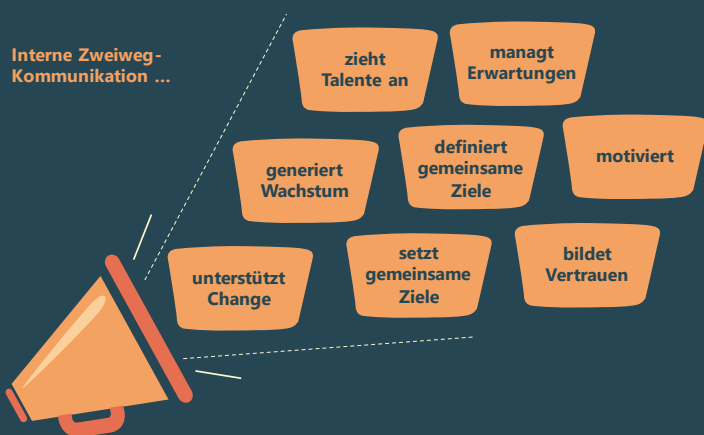 Interne Zweiweg-
Kommunikation ...
zieht
Talente an
managt
Erwartungen
generiert
Wachstum
definiert
gemeinsame
Ziele
motiviert
unterstützt
Change
setzt
gemeinsame
Ziele
bildet
Vertrauen